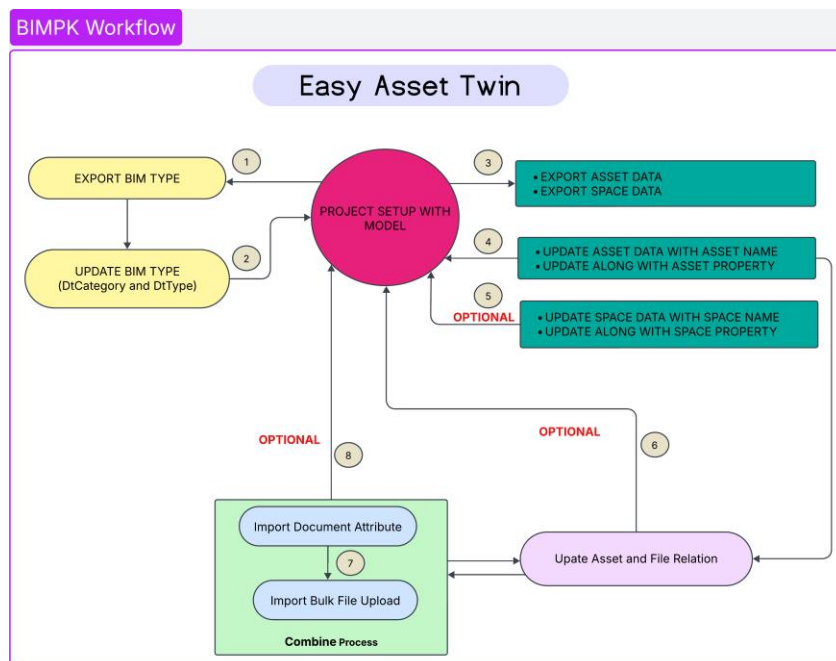 BIMPK Workflow
Easy Asset Twin
1
EXPORT BIM TYPE
UPDATE BIM TYPE
(DtCategory and DtType)
2
PROJECT SETUP WITH
MODEL
3
• EXPORT ASSET DATA
• EXPORT SPACE DATA
4
• UPDATE ASSET DATA WITH ASSET NAME
• UPDATE ALONG WITH ASSET PROPERTY
5
OPTIONAL
• UPDATE SPACE DATA WITH SPACE NAME
• UPDATE ALONG WITH SPACE PROPERTY
OPTIONAL
8
OPTIONAL
6
Import Document Attribute
7
Import Bulk File Upload
Combine Process
Upate Asset and File Relation